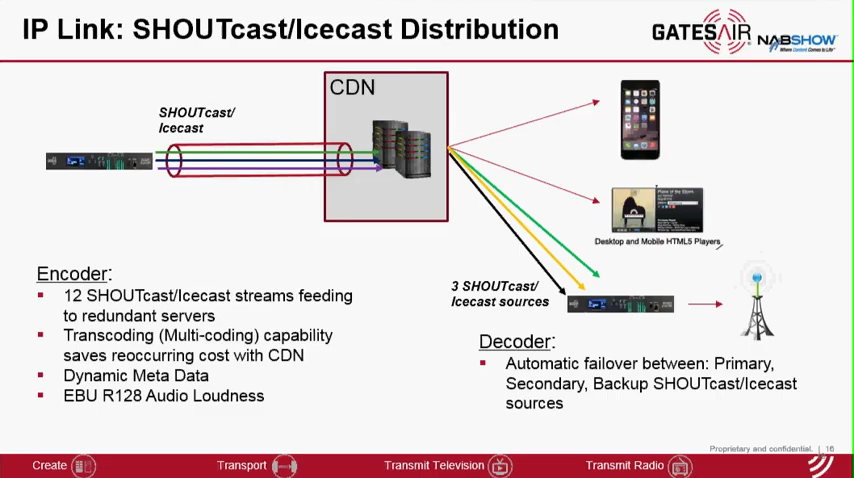 IP Link: SHOUTcast/Icecast Distribution
GATESAIR
NABSHOW
Where Content Comes to Life
CDN
SHOUTcast/
Icecast
Desktop and Mobile HTML5 Players
3 SHOUTcast/
Icecast sources
Encoder:
12 SHOUTcast/Icecast streams feeding
to redundant servers
Transcoding (Multi-coding) capability
saves reoccurring cost with CDN
Dynamic Meta Data
EBU R128 Audio Loudness
Decoder:
Automatic failover between: Primary,
Secondary, Backup SHOUTcast/Icecast
sources
Proprietary and confidential. | 16
Create
Transport
Transmit Television
Transmit Radio